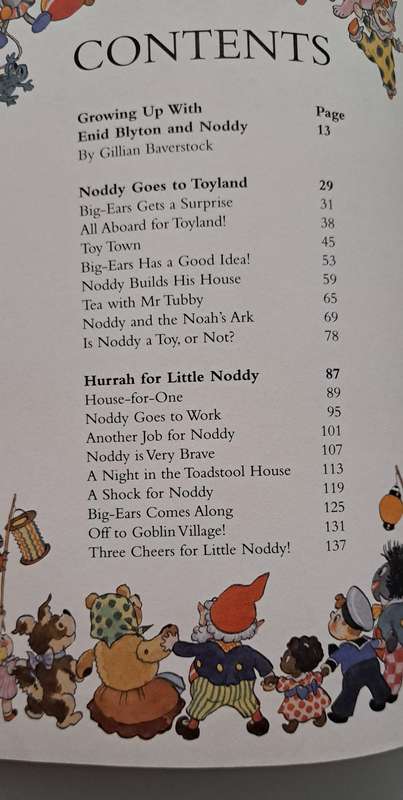 CONTENTS
Growing Up With Page
Enid Blyton and Noddy 13
By Gillian Baverstock
Noddy Goes to Toyland 29
Big-Ears Gets a Surprise 31
All Aboard for Toyland! 38
Toy Town 45
Big-Ears Has a Good Idea! 53
Noddy Builds His House 59
Tea with Mr Tubby 65
Noddy and the Noah's Ark 69
Is Noddy a Toy, or Not? 78
Hurrah for Little Noddy 87
House-for-One 89
Noddy Goes to Work 95
Another Job for Noddy 101
Noddy is Very Brave 107
A Night in the Toadstool House 113
A Shock for Noddy 119
Big-Ears Comes Along 125
Off to Goblin Village! 131
Three Cheers for Little Noddy! 137